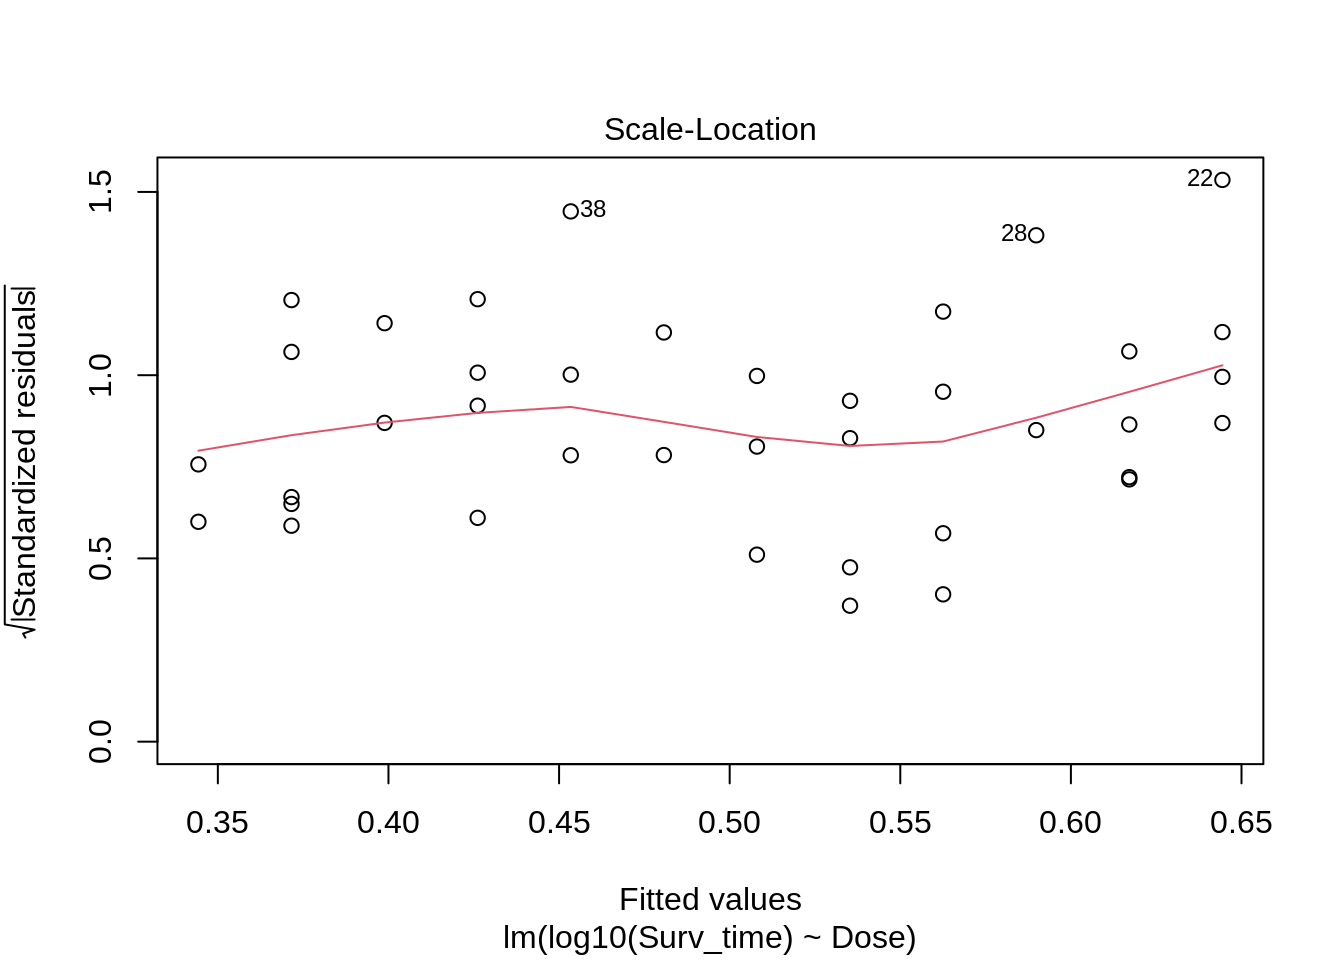 Scale-Location
√|Standardized residuals|
1.5
1.0
0.5
0.0
38
28
22
0.35 0.40 0.45 0.50 0.55 0.60 0.65
Fitted values
lm(log10(Surv_time) ~ Dose)